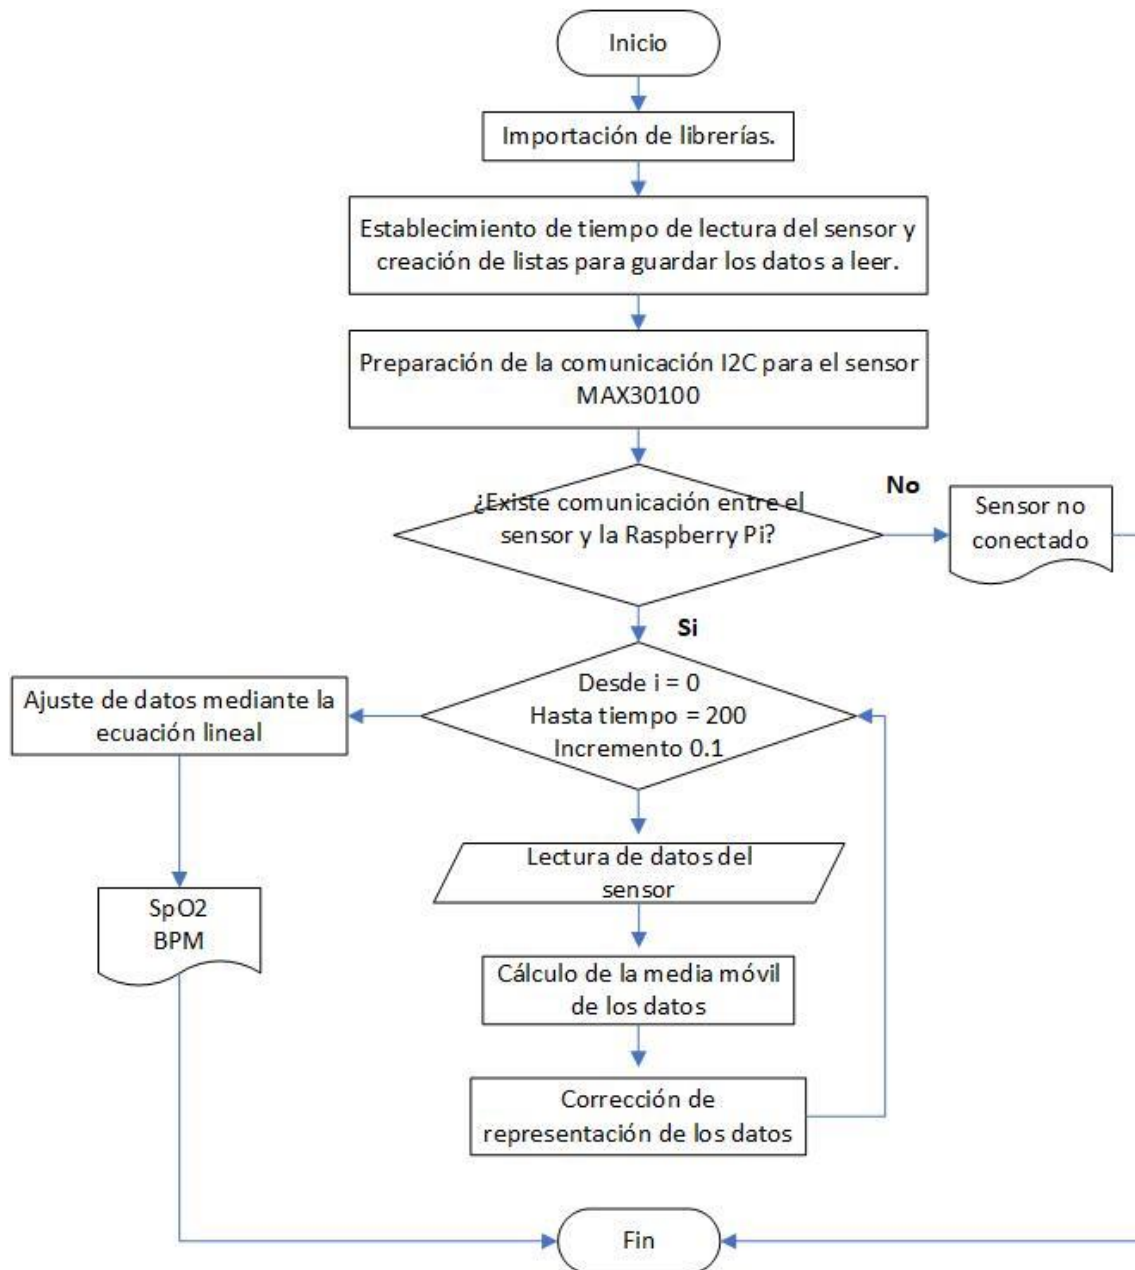 Inicio
Importación de librerías.
Establecimiento de tiempo de lectura del sensor y
creación de listas para guardar los datos a leer.
Preparación de la comunicación I2C para el sensor
MAX30100
¿Existe comunicación entre el
sensor y la Raspberry Pi?
No
Sensor no
conectado
Si
Desde i = 0
Hasta tiempo = 200
Incremento 0.1
Ajuste de datos mediante la
ecuación lineal
SpO2
BPM
Lectura de datos del
sensor
Cálculo de la media móvil
de los datos
Corrección de
representación de los datos
Fin